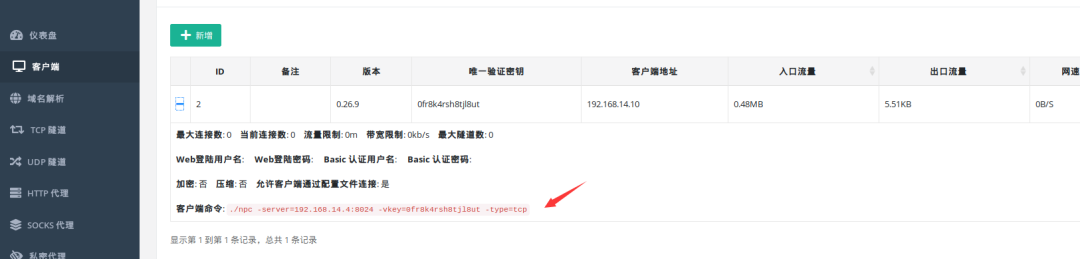 仪表盘
客户端
域名解析
TCP 隧道
UDP 隧道
HTTP 代理
SOCKS 代理
私密代理
新增
ID 备注 版本 唯一验证密钥 客户端地址 入口流量 出口流量 网速
2 0.26.9 0fr8k4rsh8tjl8ut 192.168.14.10 0.48MB 5.51KB 0B/S
最大连接数: 0 当前连接数: 0 流量限制: 0m 带宽限制: 0kb/s 最大隧道数: 0
Web登陆用户名: Web登陆密码: Basic 认证用户名: Basic 认证密码:
加密: 否 压缩: 否 允许客户端通过配置文件连接: 是
客户端命令: ./npc -server=192.168.14.4:8024 -vkey=0fr8k4rsh8tjl8ut -type=tcp
显示第 1 到第 1 条记录，总共 1 条记录